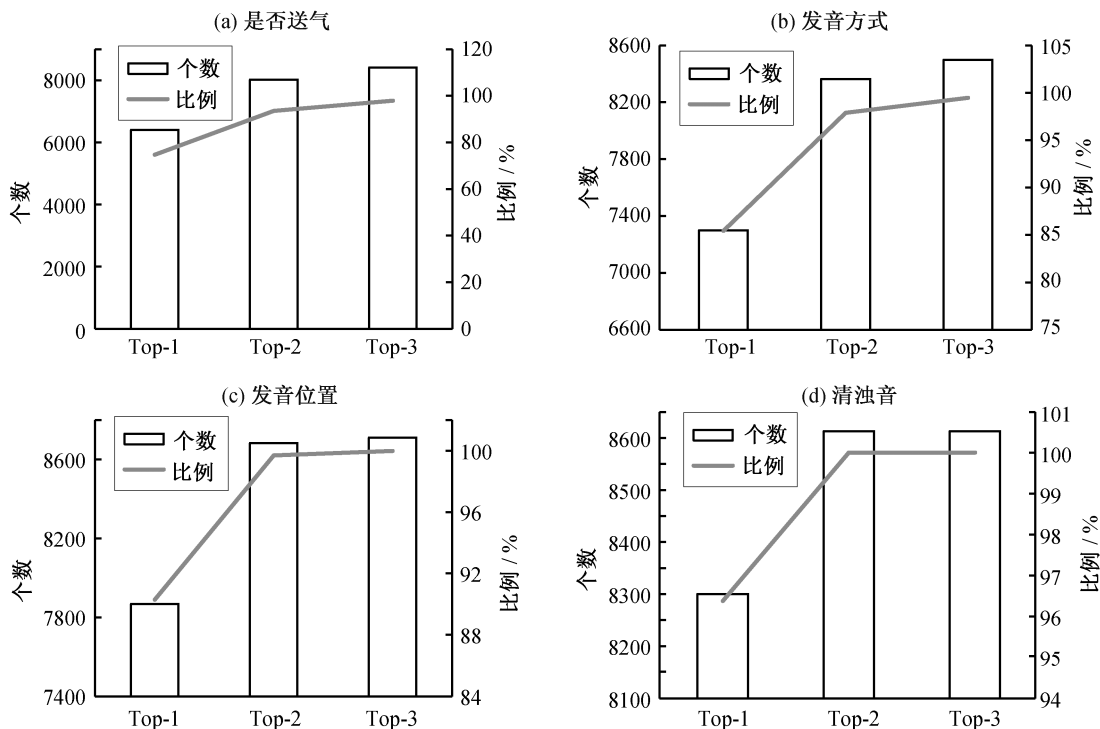 (a) 是否送气
个数
比例
8000
6000
4000
2000
0
个数
120
100
80
60
40
20
0
比例 / %
Top-1 Top-2 Top-3
(b) 发音方式
个数
比例
8600
8200
7800
7400
7000
6600
个数
105
100
95
90
85
80
75
比例 / %
Top-1 Top-2 Top-3
(c) 发音位置
个数
比例
8600
8200
7800
7400
个数
100
96
92
88
84
比例 / %
Top-1 Top-2 Top-3
(d) 清浊音
个数
比例
8600
8500
8400
8300
8200
8100
个数
101
100
99
98
97
96
95
94
比例 / %
Top-1 Top-2 Top-3